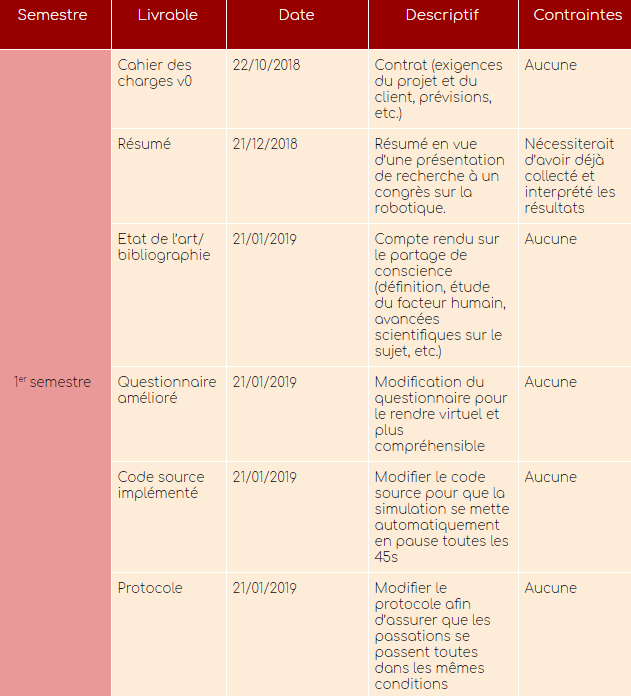 Semestre Livrable Date Descriptif Contraintes
Cahier des charges v0
22/10/2018
Contrat (exigences
du projet et du
client, prévisions,
etc.)
Aucune
Résumé
21/12/2018
Résumé en vue
d'une présentation
de recherche à un
congrès sur la
robotique.
Nécessiterait
d'avoir déjà
collecté et
interprété les
résultats
Etat de l'art/
bibliographie
21/01/2019
Compte rendu sur
le partage de
conscience
(définition, étude
du facteur humain,
avancées
scientifiques sur le
sujet, etc.)
Aucune
1er semestre
Questionnaire
amélioré
21/01/2019
Modification du
questionnaire pour
le rendre virtuel et
plus
compréhensible
Aucune
Code source
implémenté
21/01/2019
Modifier le code
source pour que la
simulation se mette
automatiquement
en pause toutes les
45s
Aucune
Protocole
21/01/2019
Modifier le
protocole afin
d'assurer que les
passations se
passent toutes
dans les mêmes
conditions
Aucune